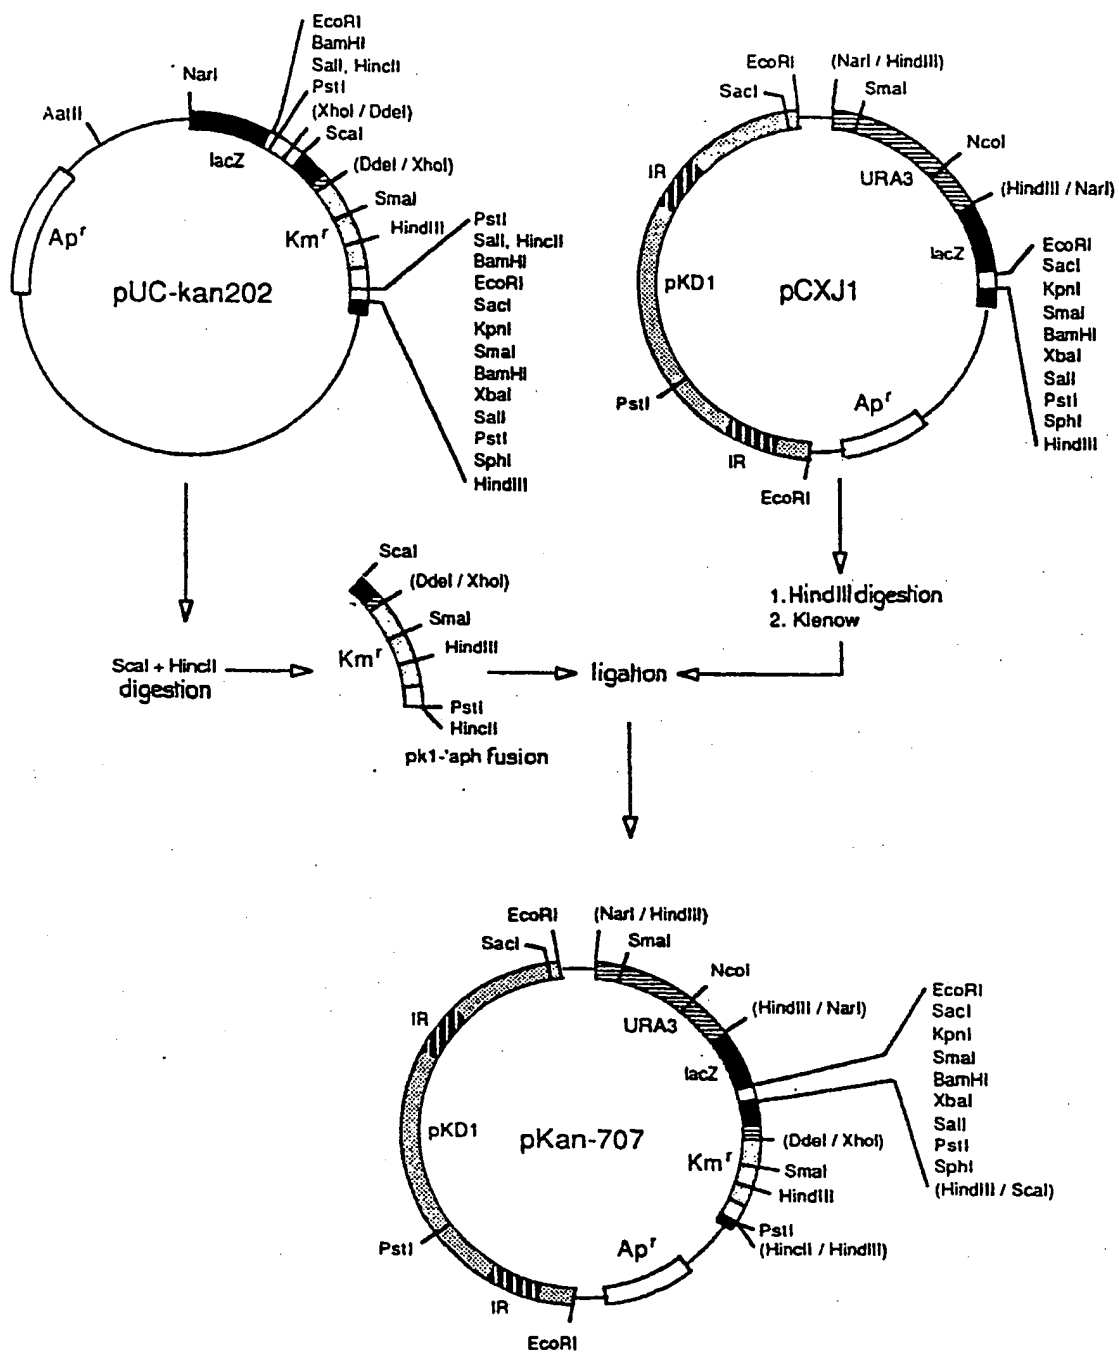 EcoRI
BamHI
SalI, HincII
PstI
(XhoI / DdeI)
ScaI
(DdeI / XhoI)
SmaI
HindIII
NarI
AatII
lacZ
Apʳ
Kmʳ
pUC-kan202
PstI
SalI, HincII
BamHI
EcoRI
SacI
KpnI
SmaI
BamHI
XbaI
SalI
PstI
SphI
HindIII
EcoRI
(NarI / HindIII)
SacI
SmaI
NcoI
IR
URA3
(HindIII / NarI)
lacZ
pKD1
pCXJ1
EcoRI
SacI
KpnI
SmaI
BamHI
XbaI
SalI
PstI
SphI
HindIII
PstI
Apʳ
IR
EcoRI
ScaI + HincII
digestion
ScaI
(DdeI / XhoI)
SmaI
HindIII
Kmʳ
PstI
HincII
pk1-'aph fusion
ligation
1. HindIII digestion
2. Klenow
EcoRI
(NarI / HindIII)
SacI
SmaI
NcoI
IR
URA3
(HindIII / NarI)
lacZ
pKD1
pKan-707
EcoRI
SacI
KpnI
SmaI
BamHI
XbaI
SalI
PstI
SphI
(HindIII / ScaI)
(DdeI / XhoI)
Kmʳ
SmaI
HindIII
PstI
(HincII / HindIII)
PstI
Apʳ
IR
EcoRI